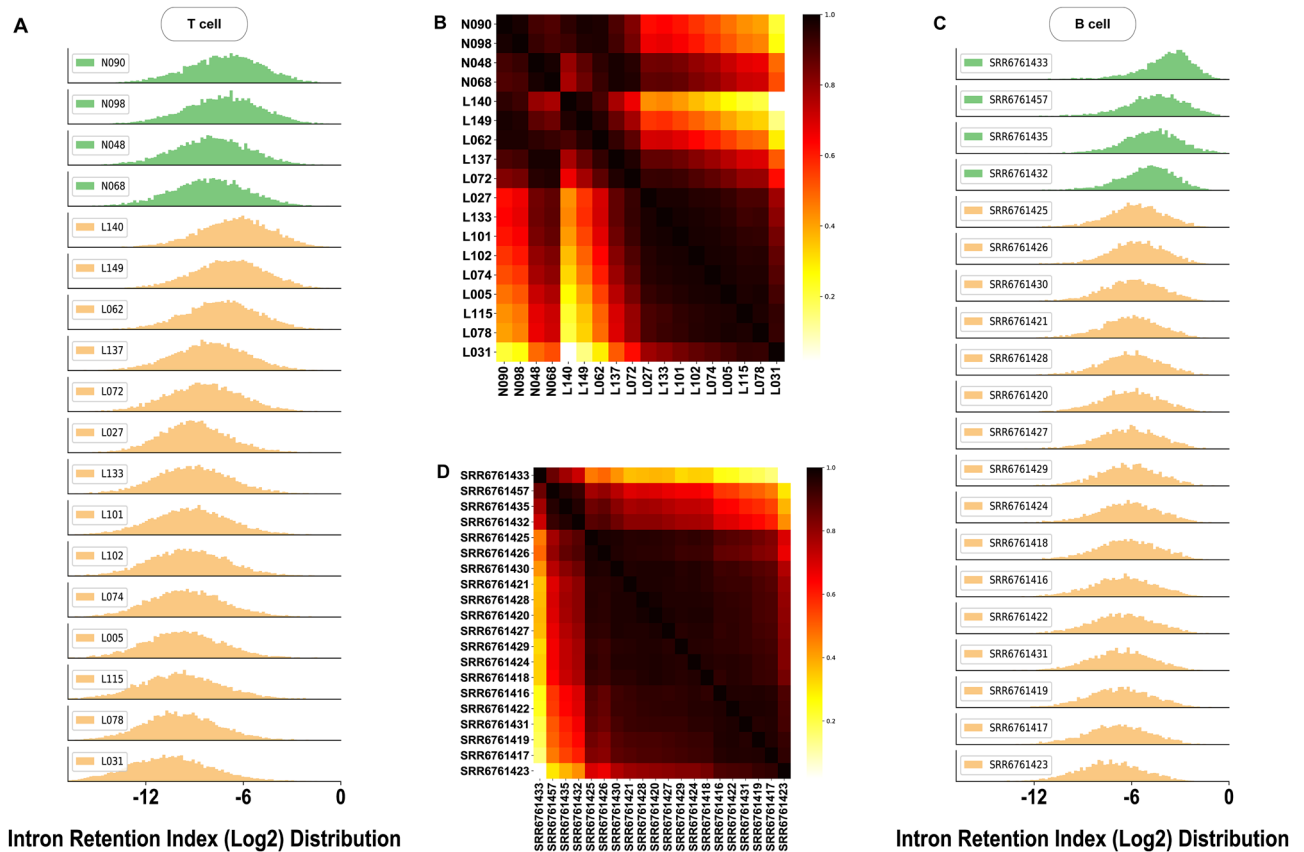 A
T cell
N090
N098
N048
N068
L140
L149
L062
L137
L072
L027
L133
L101
L102
L074
L005
L115
L078
L031
-12
-6
0
Intron Retention Index (Log2) Distribution
B
N090
N098
N048
N068
L140
L149
L062
L137
L072
L027
L133
L101
L102
L074
L005
L115
L078
L031
N090
N098
N048
N068
L140
L149
L062
L137
L072
L027
L133
L101
L102
L074
L005
L115
L078
L031
1.0
0.8
0.6
0.4
0.2
D
SRR6761433
SRR6761457
SRR6761435
SRR6761432
SRR6761425
SRR6761426
SRR6761430
SRR6761421
SRR6761428
SRR6761420
SRR6761427
SRR6761429
SRR6761424
SRR6761418
SRR6761416
SRR6761422
SRR6761431
SRR6761419
SRR6761417
SRR6761423
SRR6761433
SRR6761457
SRR6761435
SRR6761432
SRR6761425
SRR6761426
SRR6761430
SRR6761421
SRR6761428
SRR6761420
SRR6761427
SRR6761429
SRR6761424
SRR6761418
SRR6761416
SRR6761422
SRR6761431
SRR6761419
SRR6761417
SRR6761423
1.0
0.8
0.6
0.4
0.2
C
B cell
SRR6761433
SRR6761457
SRR6761435
SRR6761432
SRR6761425
SRR6761426
SRR6761430
SRR6761421
SRR6761428
SRR6761420
SRR6761427
SRR6761429
SRR6761424
SRR6761418
SRR6761416
SRR6761422
SRR6761431
SRR6761419
SRR6761417
SRR6761423
-12
-6
0
Intron Retention Index (Log2) Distribution